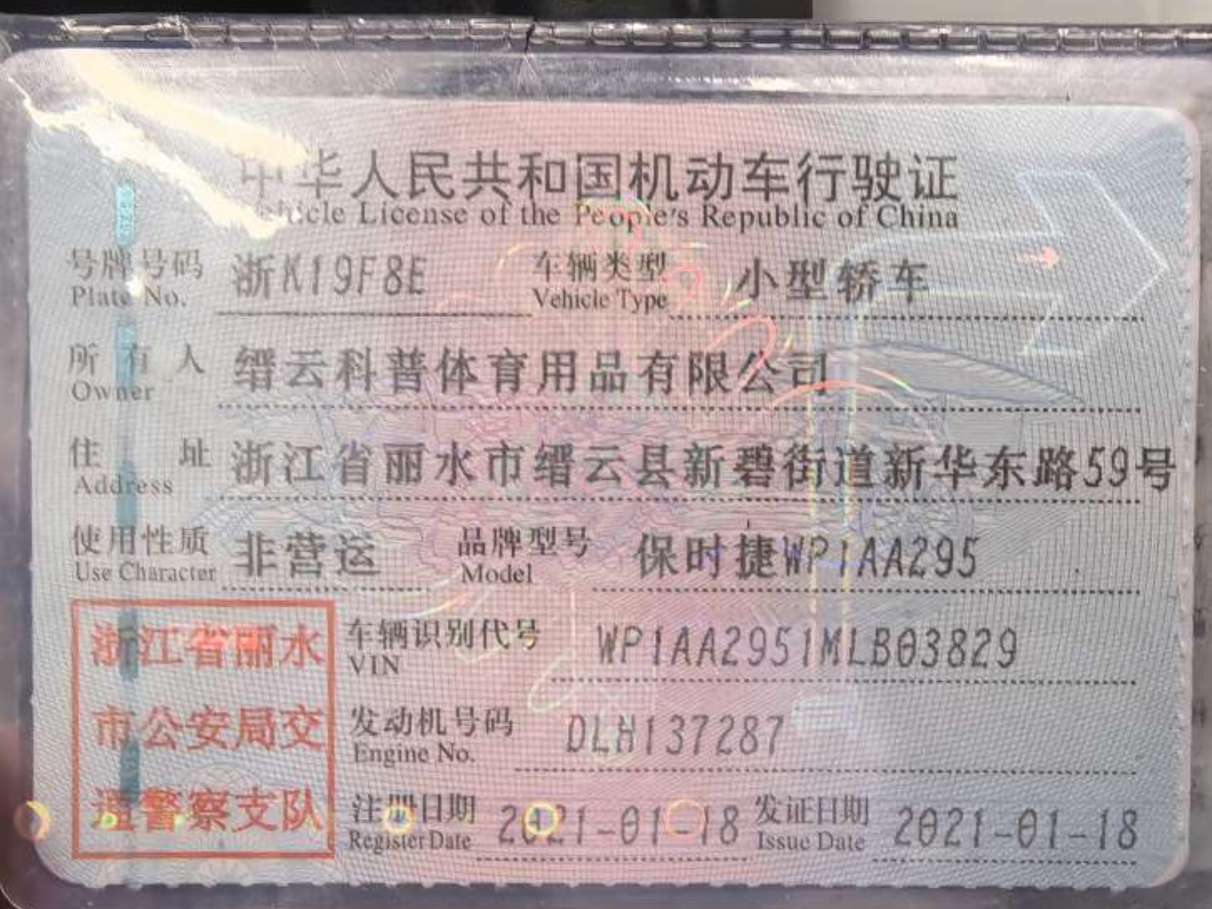 中华人民共和国机动车行驶证
Vehicle License of the People's Republic of China
号牌号码 浙K19F8E 车辆类型 小型轿车
Plate No. Vehicle Type
所有人 缙云科普体育用品有限公司
Owner
住址 浙江省丽水市缙云县新碧街道新华东路59号
Address
使用性质 非营运 品牌型号 保时捷WP1AA295
Use Character Model
浙江省丽水 车辆识别代号 WP1AA2951MLB03829
VIN
市公安局交 发动机号码 DLH137287
Engine No.
通警察支队 注册日期 2021-01-18 发证日期 2021-01-18
Register Date Issue Date